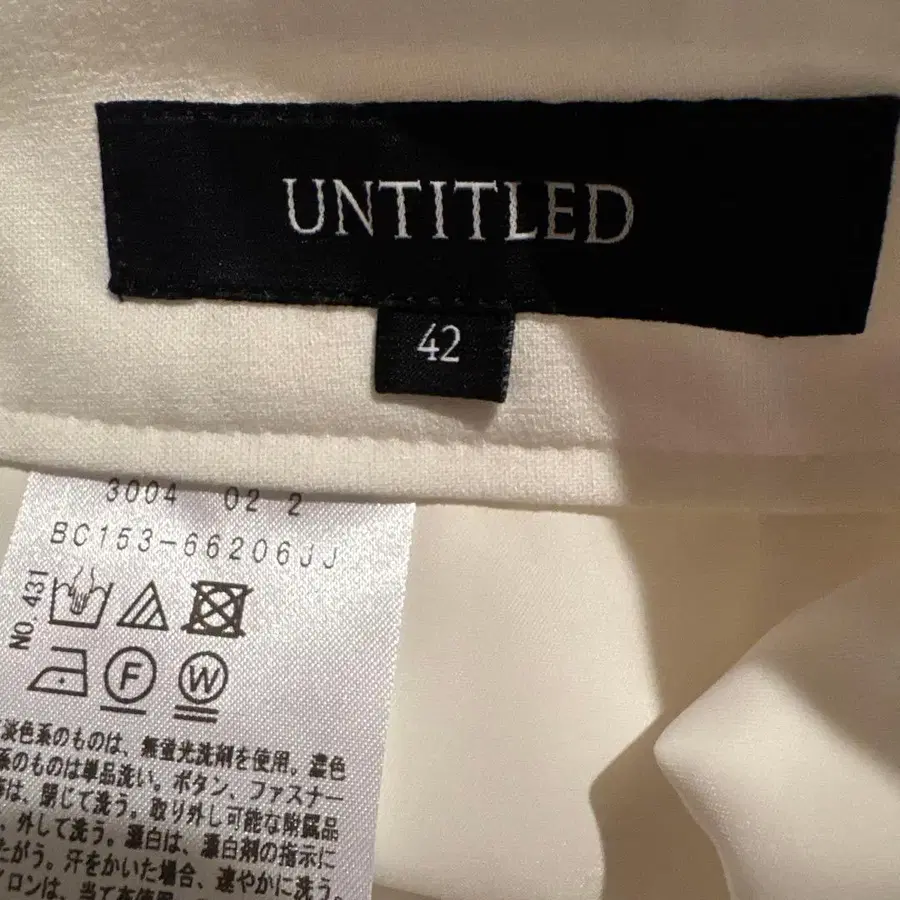 UNTITLED
42
3004 02 2
BC153-66206JJ
NO. 431
F W
淡色系のものは、無蛍光洗剤を使用。濃色
系のものは単品洗い。ボタン、ファスナー
等は、閉じて洗う。取り外し可能な附属品
、外して洗う。漂白は、漂白剤の指示に
たがう。汗をかいた場合、速やかに洗う。
イロンは、当て布使用